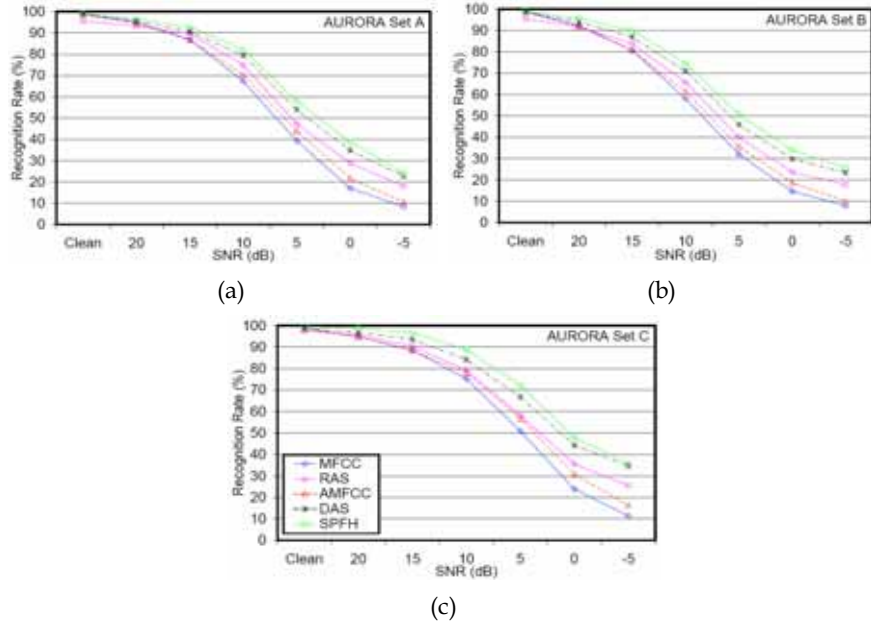 AURORA Set A
Recognition Rate (%)
100
90
80
70
60
50
40
30
20
10
0
Clean 20 15 10 5 0 -5
SNR (dB)
(a)
AURORA Set B
Recognition Rate (%)
100
90
80
70
60
50
40
30
20
10
0
Clean 20 15 10 5 0 -5
SNR (dB)
(b)
AURORA Set C
Recognition Rate (%)
100
90
80
70
60
50
40
30
20
10
0
MFCC
RAS
AMFCC
DAS
SPFH
Clean 20 15 10 5 0 -5
SNR (dB)
(c)